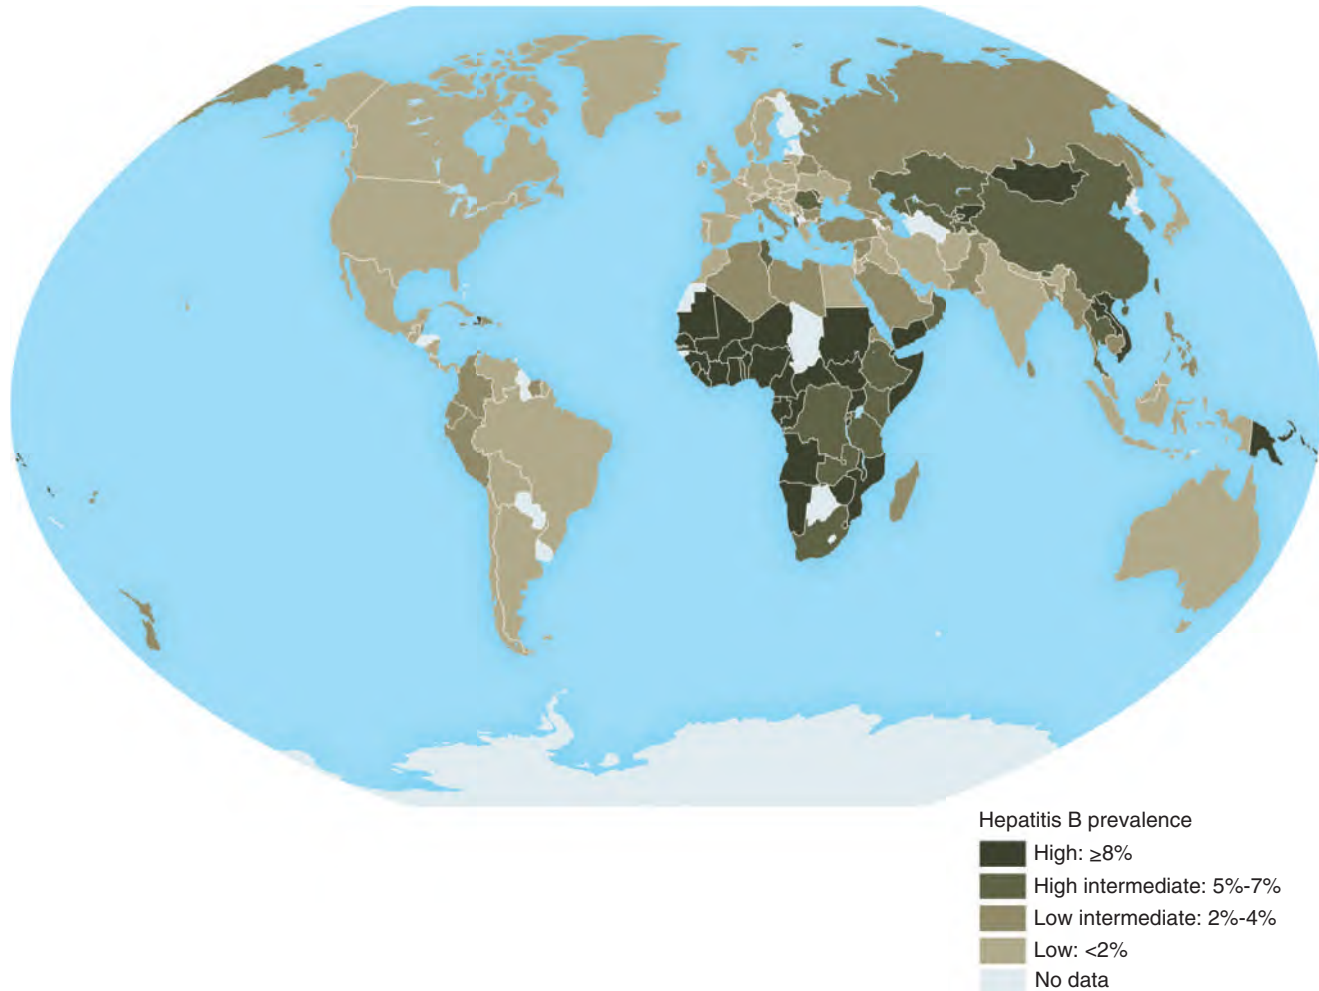 Hepatitis B prevalence
High: ≥8%
High intermediate: 5%-7%
Low intermediate: 2%-4%
Low: <2%
No data